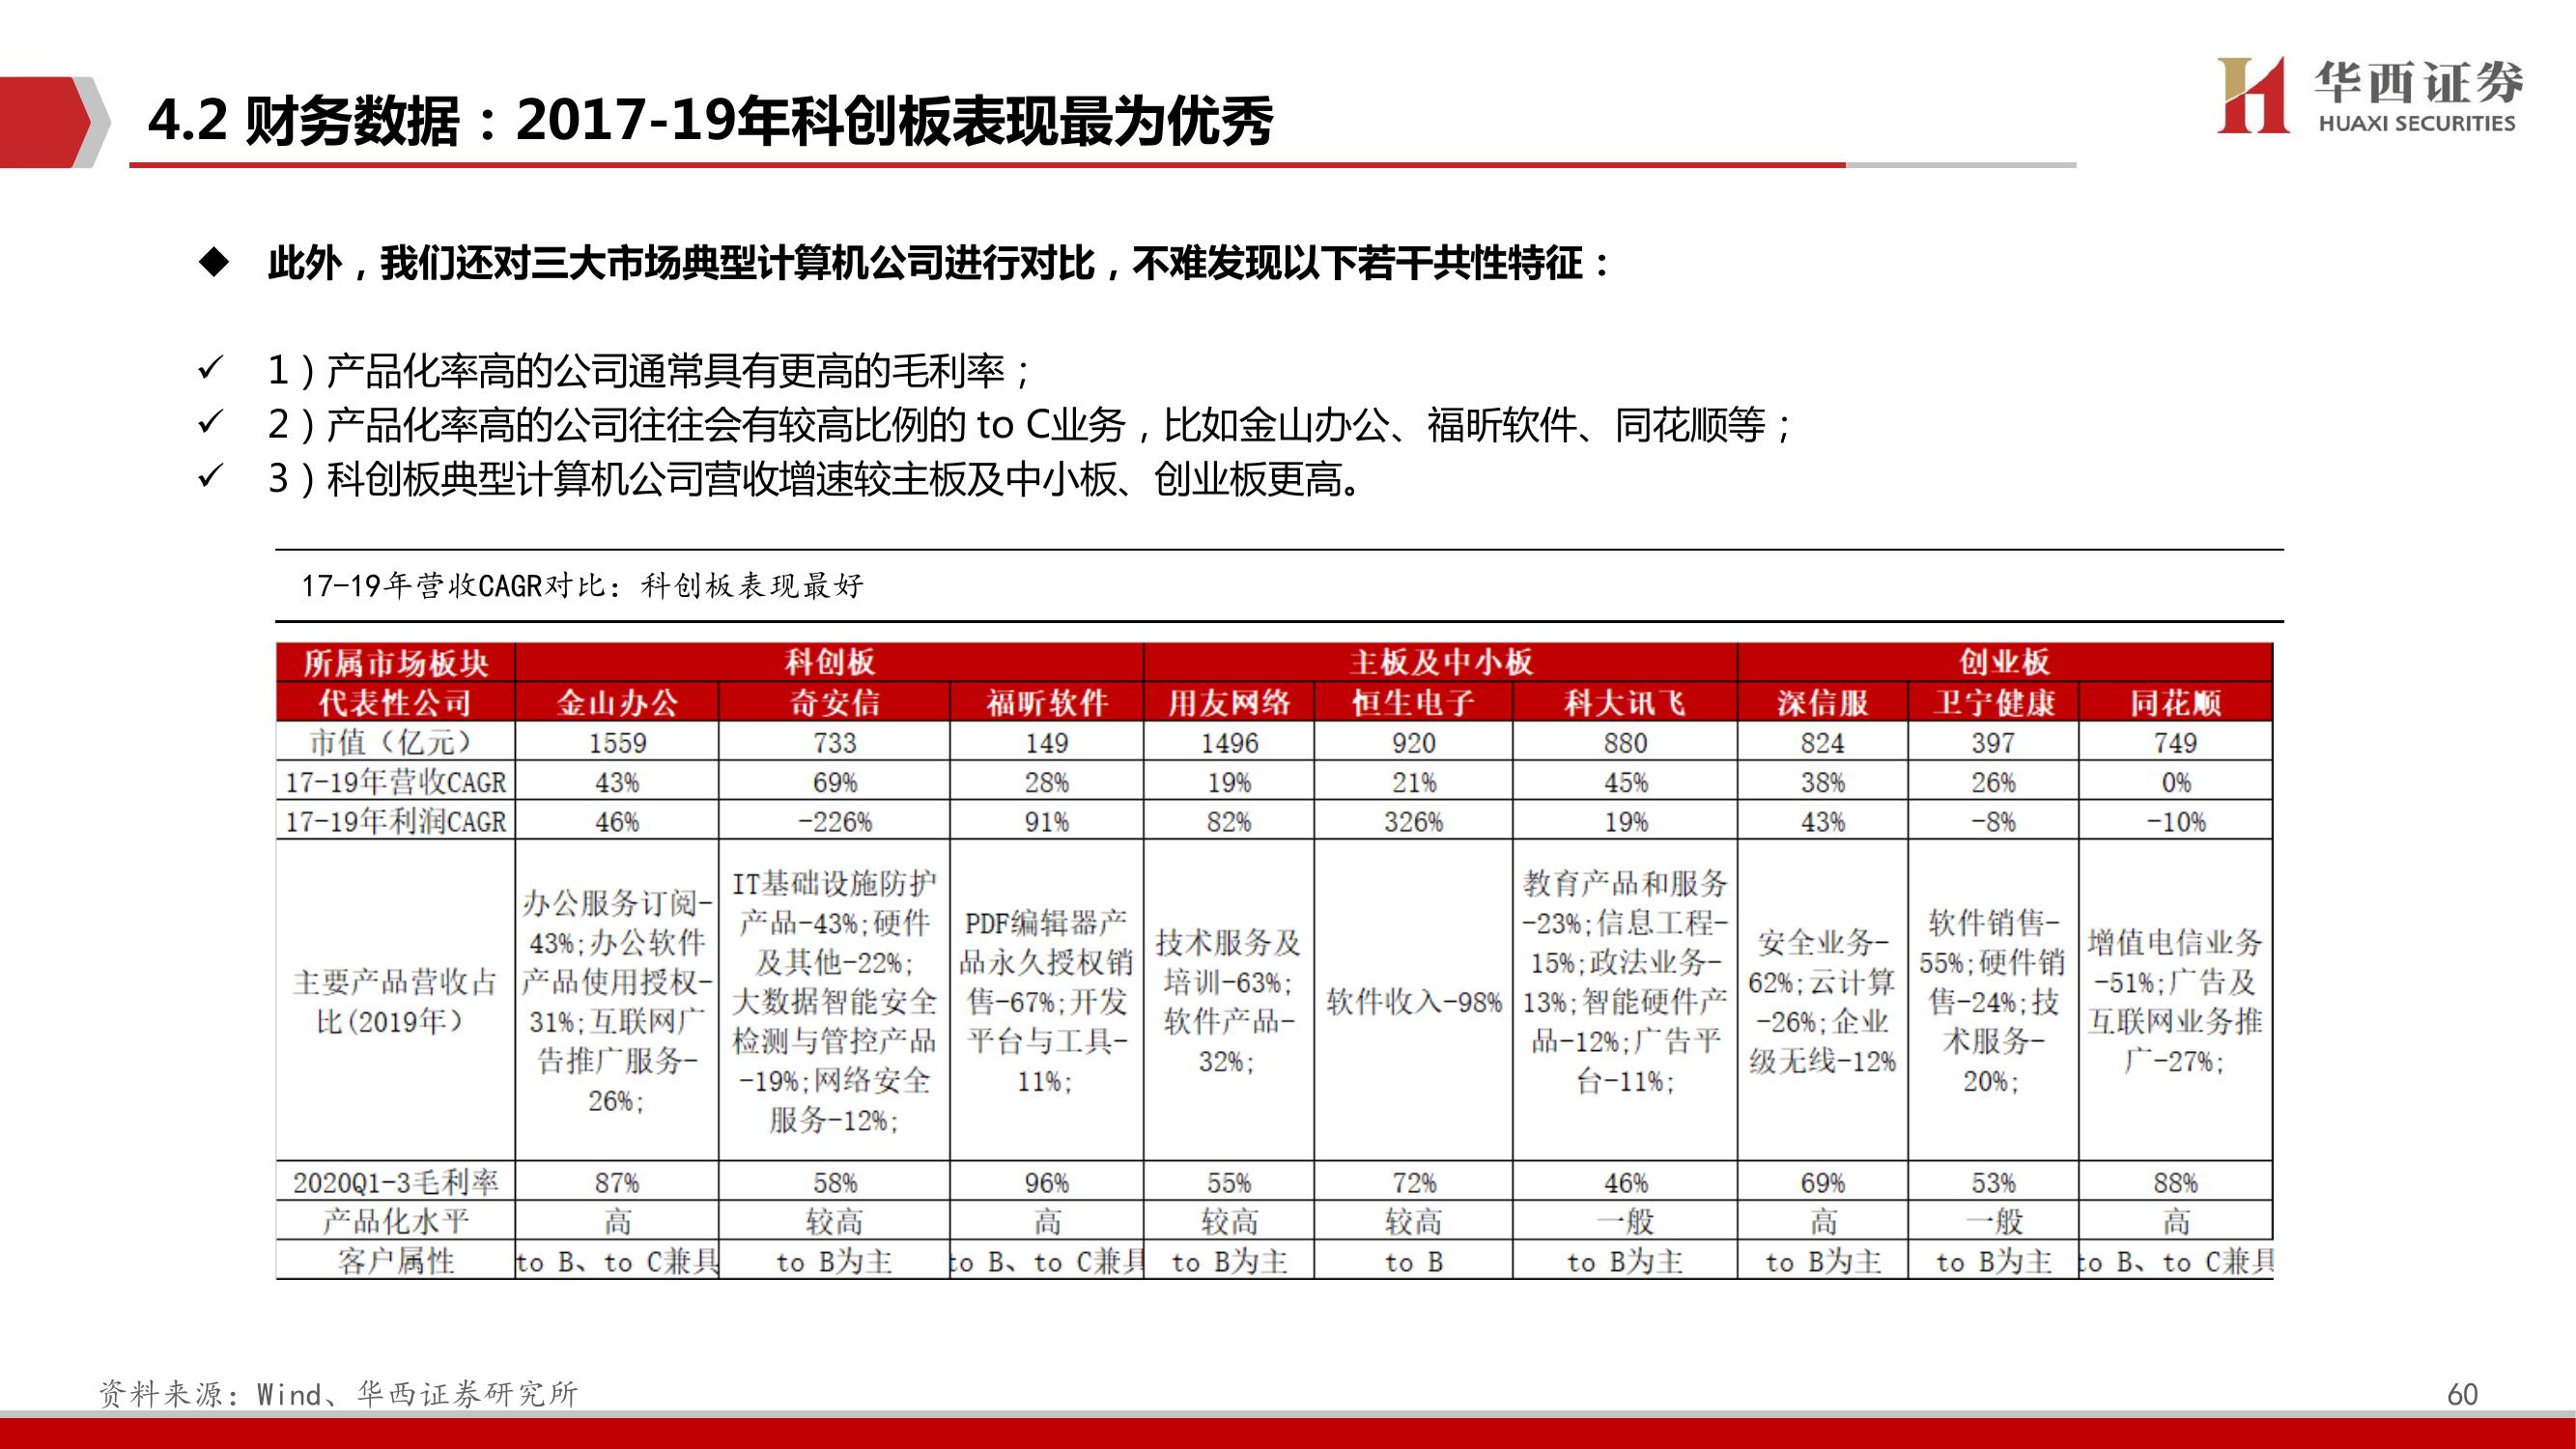 4.2 财务数据：2017-19年科创板表现最为优秀
华西证券
HUAXI SECURITIES
◆ 此外，我们还对三大市场典型计算机公司进行对比，不难发现以下若干共性特征：
✓ 1）产品化率高的公司通常具有更高的毛利率；
✓ 2）产品化率高的公司往往会有较高比例的 to C业务，比如金山办公、福昕软件、同花顺等；
✓ 3）科创板典型计算机公司营收增速较主板及中小板、创业板更高。
17-19年营收CAGR对比：科创板表现最好
所属市场板块 科创板 主板及中小板 创业板
代表性公司 金山办公 奇安信 福昕软件 用友网络 恒生电子 科大讯飞 深信服 卫宁健康 同花顺
市值（亿元） 1559 733 149 1496 920 880 824 397 749
17-19年营收CAGR 43% 69% 28% 19% 21% 45% 38% 26% 0%
17-19年利润CAGR 46% -226% 91% 82% 326% 19% 43% -8% -10%
主要产品营收占
比(2019年）
办公服务订阅-
43%;办公软件
产品使用授权-
31%;互联网广
告推广服务-
26%;
IT基础设施防护
产品-43%;硬件
及其他-22%;
大数据智能安全
检测与管控产品
-19%;网络安全
服务-12%;
PDF编辑器产
品永久授权销
售-67%;开发
平台与工具-
11%;
技术服务及
培训-63%;
软件产品-
32%;
软件收入-98%
教育产品和服务
-23%;信息工程-
15%;政法业务-
13%;智能硬件产
品-12%;广告平
台-11%;
安全业务-
62%;云计算
-26%;企业
级无线-12%
软件销售-
55%;硬件销
售-24%;技
术服务-
20%;
增值电信业务
-51%;广告及
互联网业务推
广-27%;
2020Q1-3毛利率 87% 58% 96% 55% 72% 46% 69% 53% 88%
产品化水平 高 较高 高 较高 较高 一般 高 一般 高
客户属性 to B、to C兼具 to B为主 to B、to C兼具 to B为主 to B to B为主 to B为主 to B为主 to B、to C兼具
资料来源：Wind、华西证券研究所
60